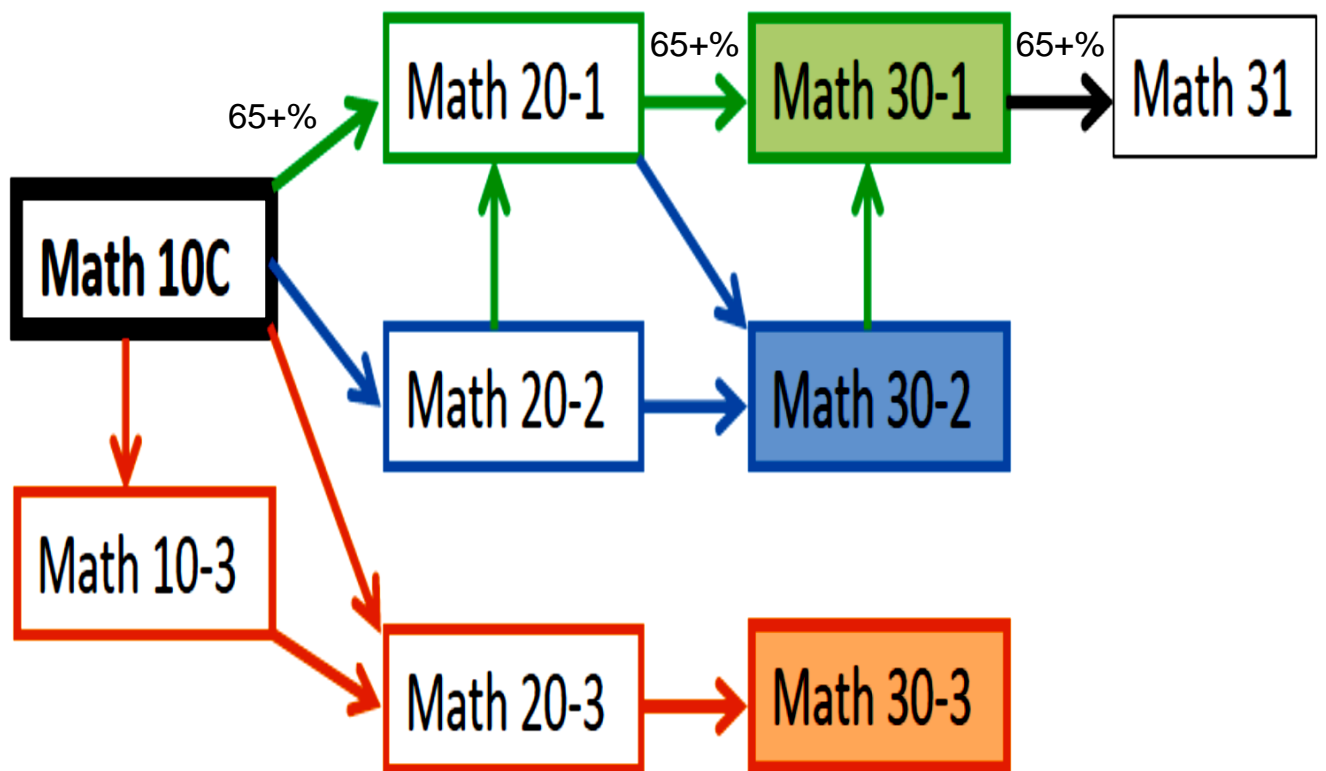 65+%
65+%
65+%
Math 20-1
Math 30-1
Math 31
Math 10C
Math 20-2
Math 30-2
Math 10-3
Math 20-3
Math 30-3